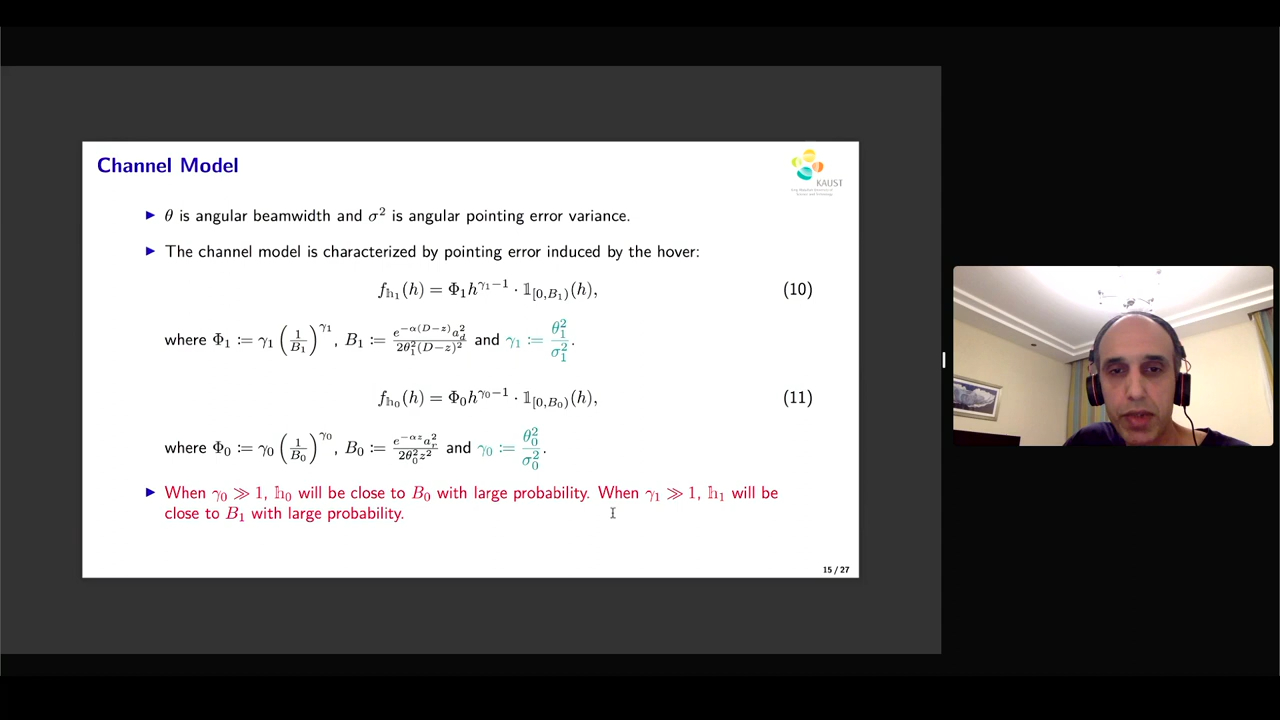 Channel Model
KAUST
▶ θ is angular beamwidth and σ² is angular pointing error variance.
▶ The channel model is characterized by pointing error induced by the hover:
f_{𝕙₁}(h) = Φ₁h^{γ₁−1} · 𝟙_{[0,B₁)}(h), (10)
where Φ₁ := γ₁ (1/B₁)^{γ₁}, B₁ := e^{−α(D−z)}a_d²/2θ₁²(D−z)² and γ₁ := θ₁²/σ₁².
f_{𝕙₀}(h) = Φ₀h^{γ₀−1} · 𝟙_{[0,B₀)}(h), (11)
where Φ₀ := γ₀ (1/B₀)^{γ₀}, B₀ := e^{−αz}a_r²/2θ₀²z² and γ₀ := θ₀²/σ₀².
▶ When γ₀ ≫ 1, 𝕙₀ will be close to B₀ with large probability. When γ₁ ≫ 1, 𝕙₁ will be
close to B₁ with large probability.
15 / 27